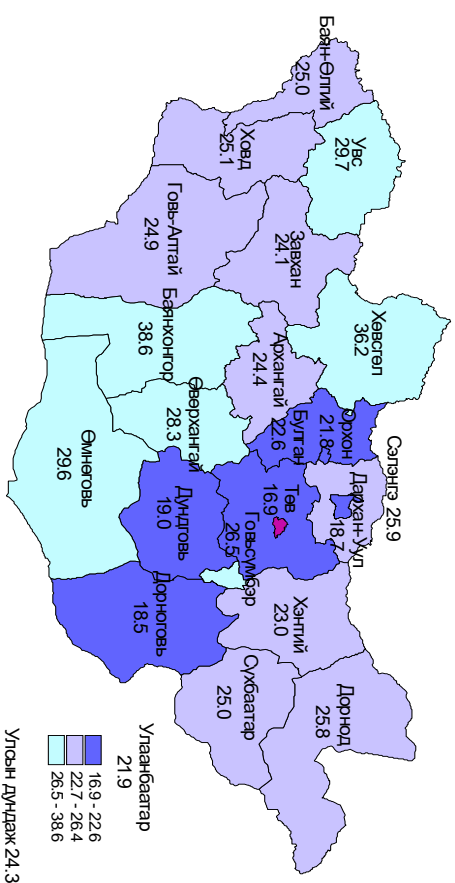 Баян-Өлгий
25.0
Увс
29.7
Ховд
25.1
Говь-Алтай
24.9
Завхан
24.1
Хөвсгөл
36.2
Баянхонгор
38.6
Архангай
24.4
Өверхангай
28.3
Булган
22.6
Орхон
21.8
Сэлэнгэ 25.9
Дархан-Уул
18.7
Төв
16.9
Говьсүмбэр
26.5
Дундговь
19.0
Өмнөговь
29.6
Дорноговь
18.5
Хэнтий
23.0
Сүхбаатар
25.0
Дорнод
25.8
Улаанбаатар
21.9
16.9 - 22.6
22.7 - 26.4
26.5 - 38.6
Улсын дундаж 24.3